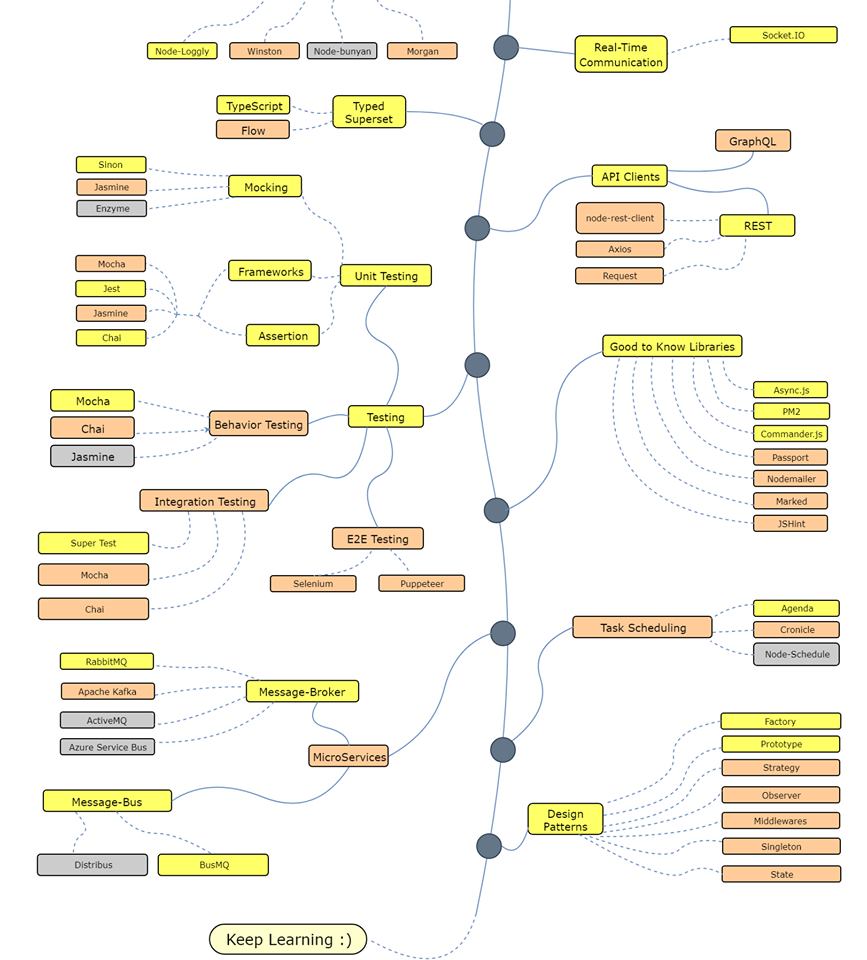 Node-Loggly
Winston
Node-bunyan
Morgan
Real-Time
Communication
Socket.IO
TypeScript
Flow
Typed
Superset
GraphQL
API Clients
node-rest-client
Axios
Request
REST
Sinon
Jasmine
Enzyme
Mocking
Mocha
Jest
Jasmine
Chai
Frameworks
Assertion
Unit Testing
Good to Know Libraries
Async.js
PM2
Commander.js
Passport
Nodemailer
Marked
JSHint
Mocha
Chai
Jasmine
Behavior Testing
Testing
Integration Testing
Super Test
Mocha
Chai
E2E Testing
Selenium
Puppeteer
Task Scheduling
Agenda
Cronicle
Node-Schedule
RabbitMQ
Apache Kafka
ActiveMQ
Azure Service Bus
Message-Broker
MicroServices
Message-Bus
Distribus
BusMQ
Design
Patterns
Factory
Prototype
Strategy
Observer
Middlewares
Singleton
State
Keep Learning :)